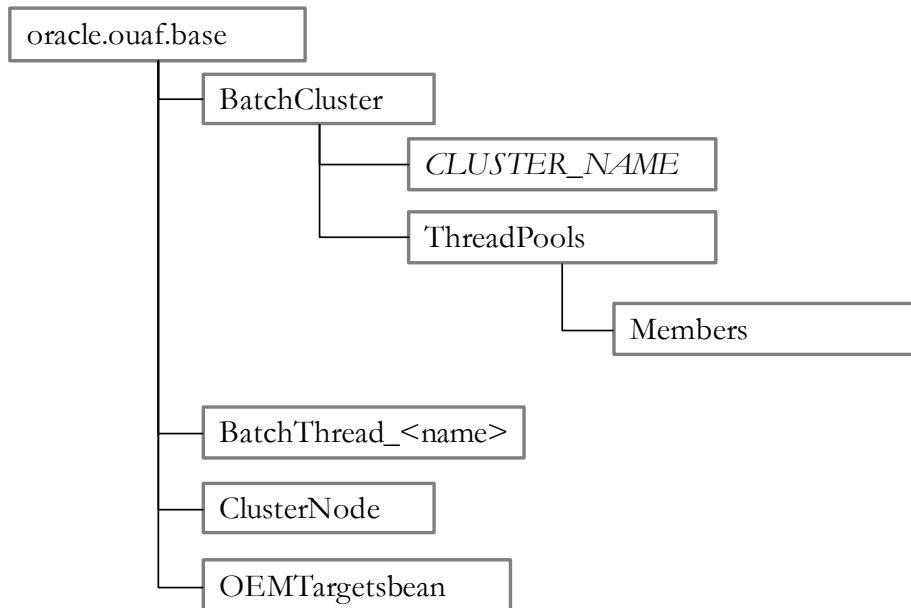 oracle.ouaf.base
BatchCluster
CLUSTER_NAME
ThreadPools
Members
BatchThread_<name>
ClusterNode
OEMTargetsbean